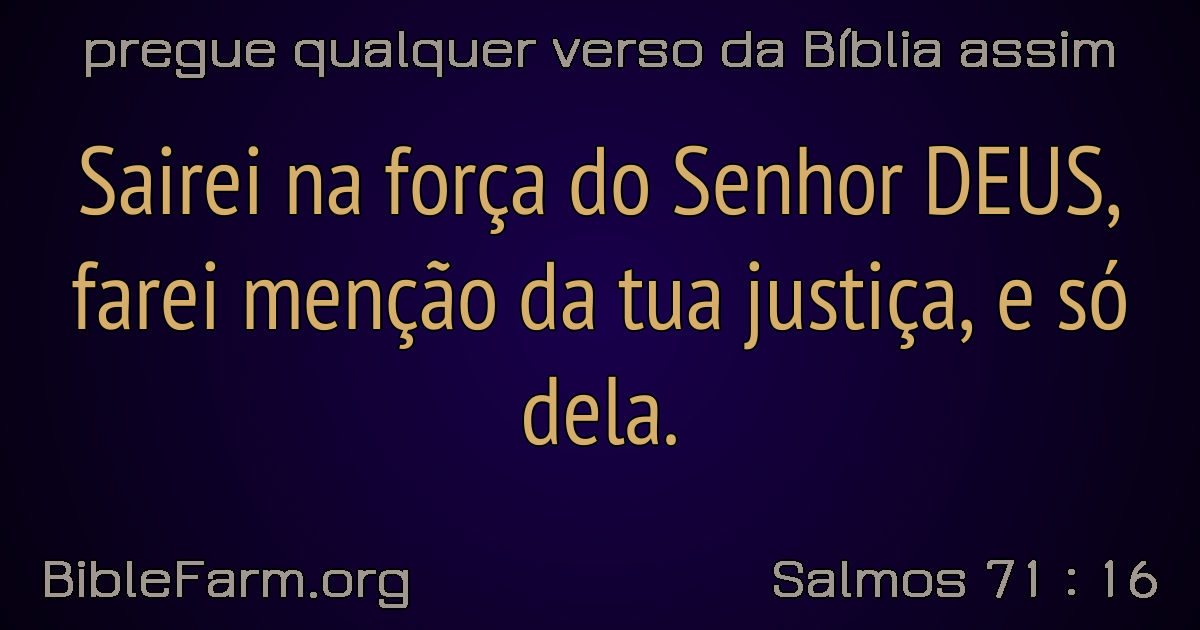 pregue qualquer verso da Bíblia assim
Sairei na força do Senhor DEUS,
farei menção da tua justiça, e só
dela.
BibleFarm.org
Salmos 71 : 16